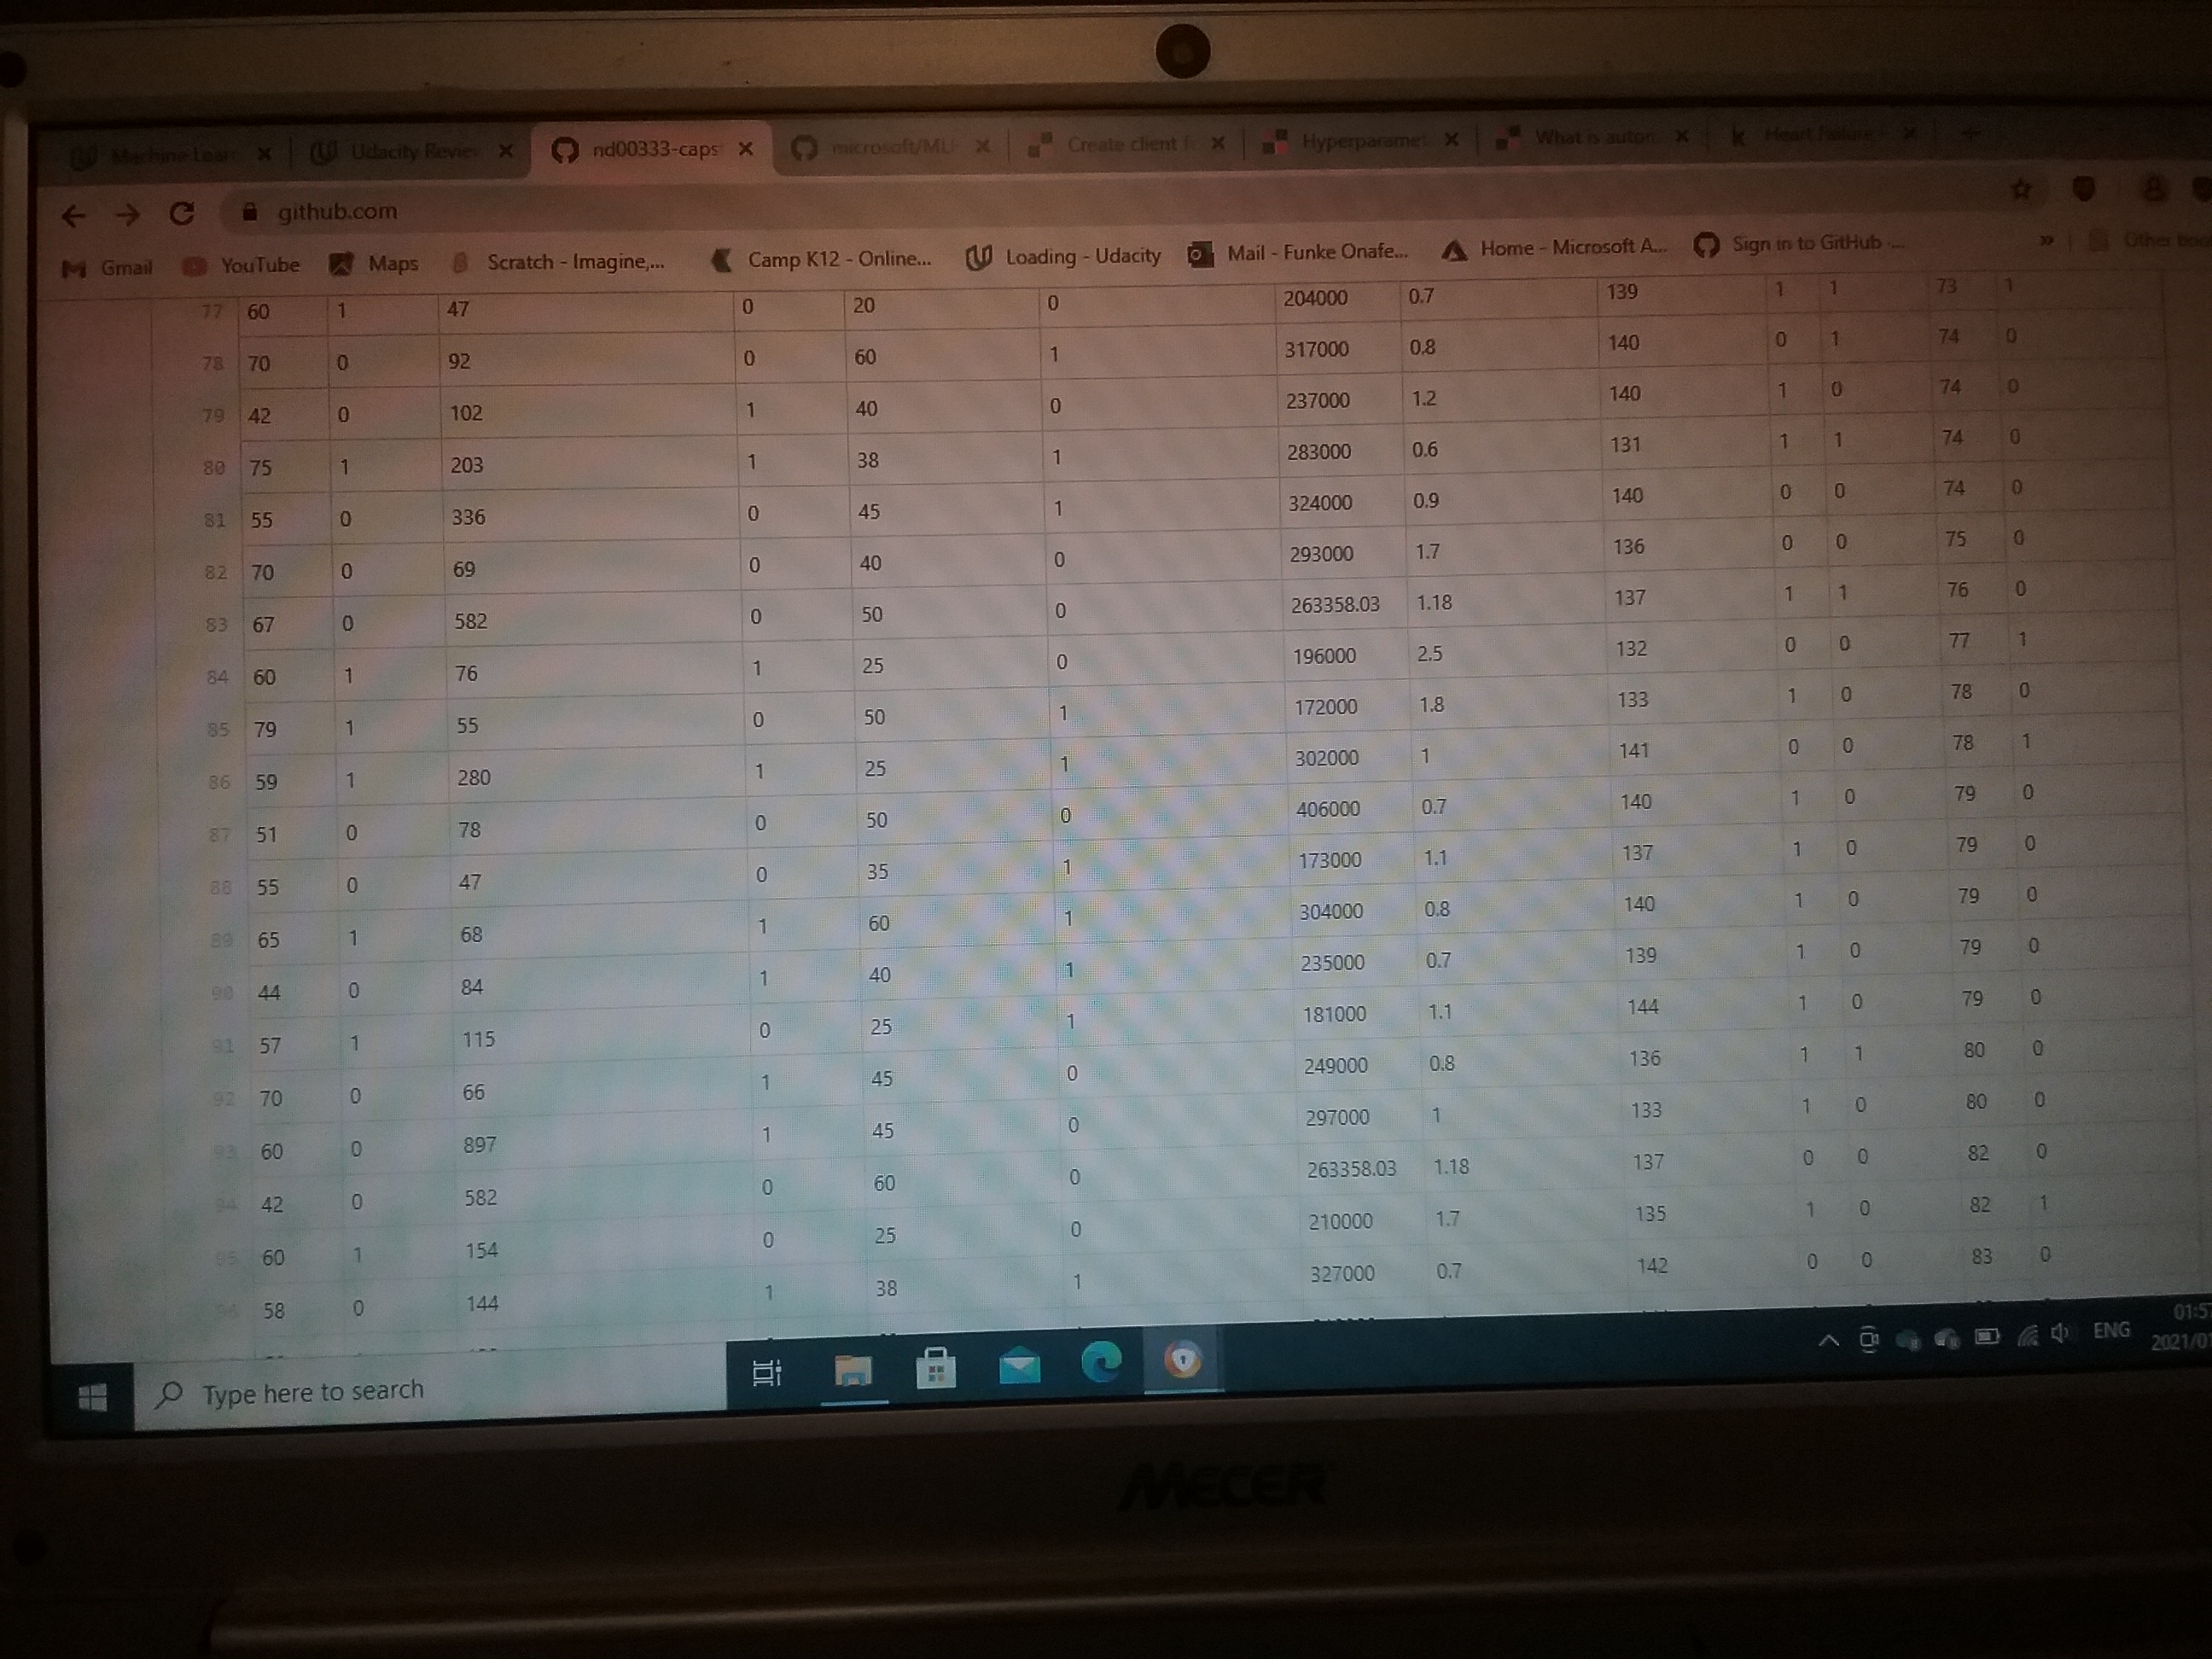 Machine Lear
Udacity Review
nd00333-caps
microsoft/MLH
Create client f
Hyperparamet
What is autom
Heart Failure
github.com
Gmail YouTube Maps Scratch - Imagine,... Camp K12 - Online... Loading - Udacity Mail - Funke Onafe... Home - Microsoft A... Sign in to GitHub ... » Other boo
77 60 1 47 0 20 0 204000 0.7 139 1 1 73 1
78 70 0 92 0 60 1 317000 0.8 140 0 1 74 0
79 42 0 102 1 40 0 237000 1.2 140 1 0 74 0
80 75 1 203 1 38 1 283000 0.6 131 1 1 74 0
81 55 0 336 0 45 1 324000 0.9 140 0 0 74 0
82 70 0 69 0 40 0 293000 1.7 136 0 0 75 0
83 67 0 582 0 50 0 263358.03 1.18 137 1 1 76 0
84 60 1 76 1 25 0 196000 2.5 132 0 0 77 1
85 79 1 55 0 50 1 172000 1.8 133 1 0 78 0
86 59 1 280 1 25 1 302000 1 141 0 0 78 1
87 51 0 78 0 50 0 406000 0.7 140 1 0 79 0
88 55 0 47 0 35 1 173000 1.1 137 1 0 79 0
89 65 1 68 1 60 1 304000 0.8 140 1 0 79 0
90 44 0 84 1 40 1 235000 0.7 139 1 0 79 0
91 57 1 115 0 25 1 181000 1.1 144 1 0 79 0
92 70 0 66 1 45 0 249000 0.8 136 1 1 80 0
93 60 0 897 1 45 0 297000 1 133 1 0 80 0
94 42 0 582 0 60 0 263358.03 1.18 137 0 0 82 0
95 60 1 154 0 25 0 210000 1.7 135 1 0 82 1
96 58 0 144 1 38 1 327000 0.7 142 0 0 83 0
Type here to search
ENG
01:5
2021/0
MECER